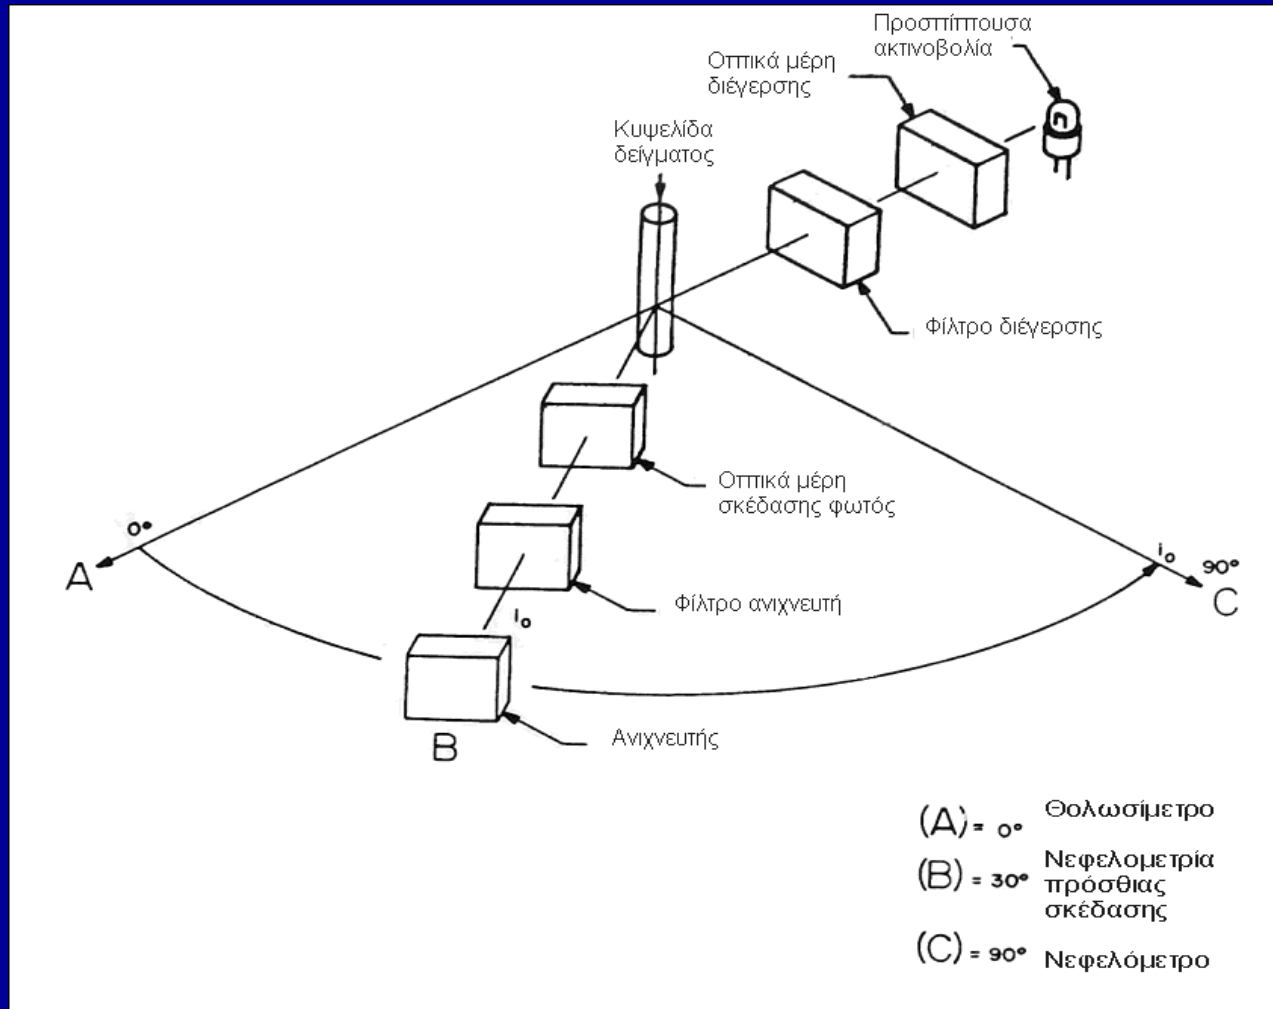 Προσπίπτουσα
ακτινοβολία
Οπτικά μέρη
διέγερσης
Κυψελίδα
δείγματος
Φίλτρο διέγερσης
Οπτικά μέρη
σκέδασης φωτός
0°
A
i₀
90°
C
Φίλτρο ανιχνευτή
i₀
Ανιχνευτής
B
(A) = 0° Θολωσίμετρο
(B) = 30° Νεφελομετρία
πρόσθιας
σκέδασης
(C) = 90° Νεφελόμετρο